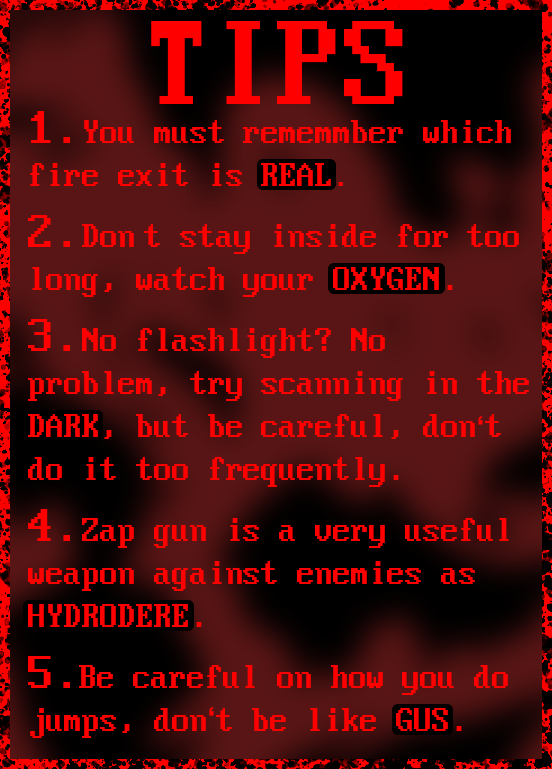 TIPS
1.You must rememmber which
fire exit is REAL.
2.Don t stay inside for too
long, watch your OXYGEN.
3.No flashlight? No
problem, try scanning in the
DARK, but be careful, don‘t
do it too frequently.
4.Zap gun is a very useful
weapon against enemies as
HYDRODERE.
5.Be careful on how you do
jumps, don‘t be like GUS.